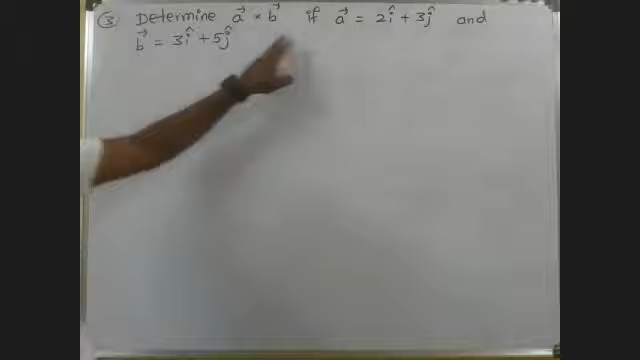 ③ Determine a⃗ × b⃗ if a⃗ = 2î + 3ĵ and
b⃗ = 3î + 5ĵ